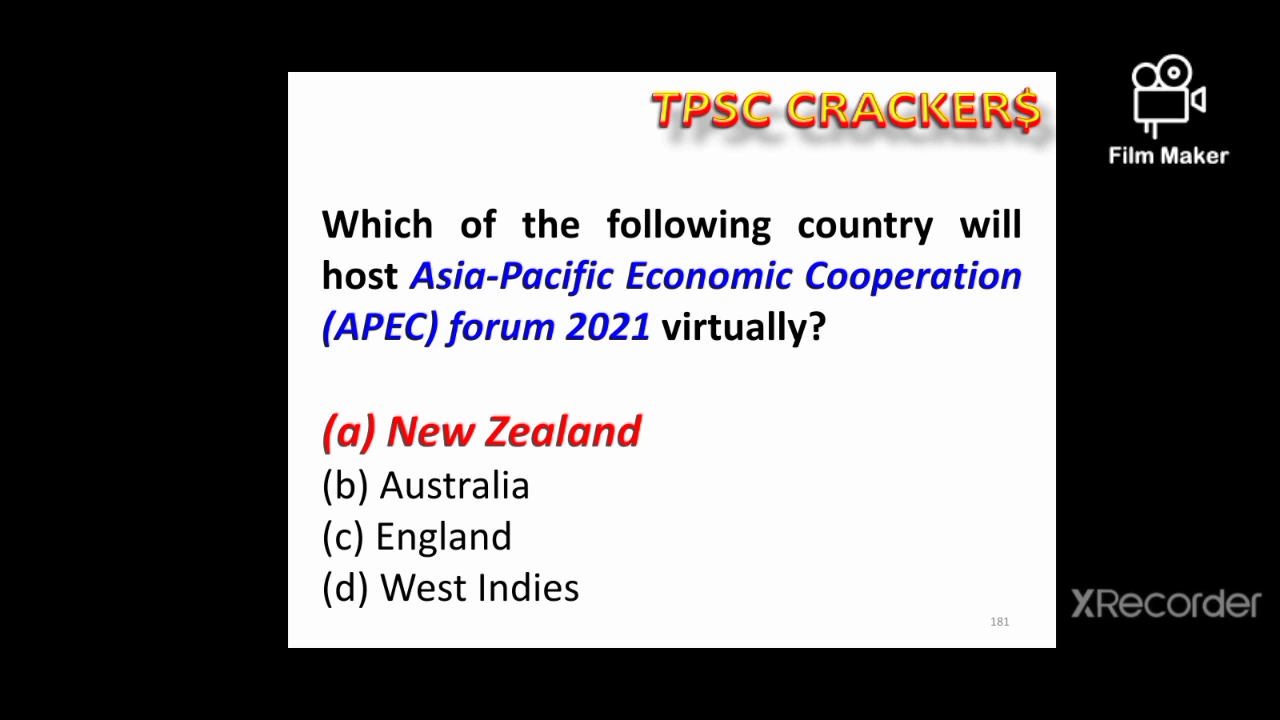 TPSC CRACKER$
Film Maker
Which of the following country will
host Asia-Pacific Economic Cooperation
(APEC) forum 2021 virtually?
(a) New Zealand
(b) Australia
(c) England
(d) West Indies
181
XRecorder